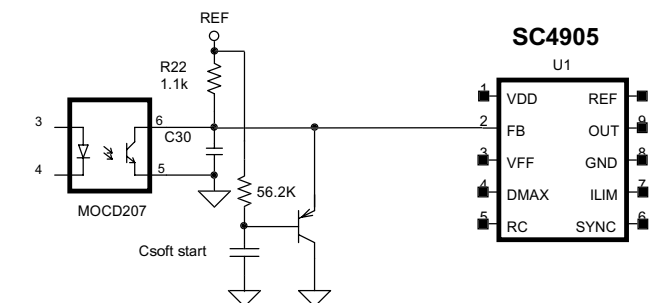 REF
SC4905
U1
R22
1.1k
1
VDD
REF
3
6
C30
2
FB
OUT
9
3
VFF
GND
8
4
5
56.2K
4
DMAX
ILIM
7
MOCD207
5
RC
SYNC
6
Csoft start